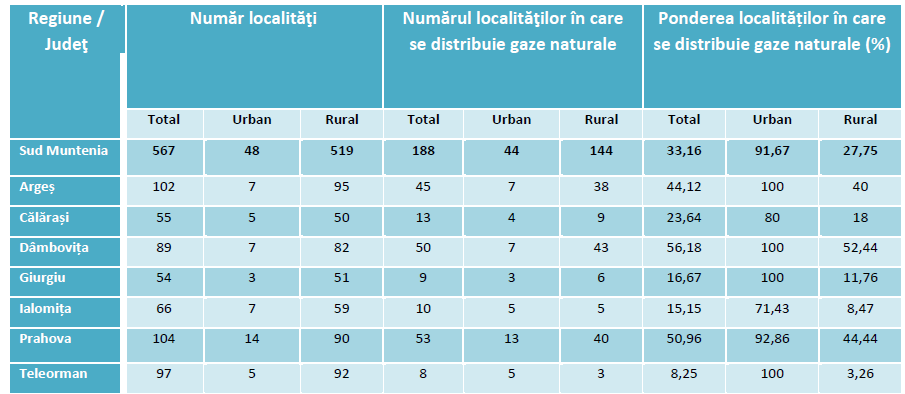 Regiune / Județ Număr localităţi Numărul localităţilor în care se distribuie gaze naturale Ponderea localităților în care se distribuie gaze naturale (%)
Total Urban Rural Total Urban Rural Total Urban Rural
Sud Muntenia 567 48 519 188 44 144 33,16 91,67 27,75
Argeș 102 7 95 45 7 38 44,12 100 40
Călărași 55 5 50 13 4 9 23,64 80 18
Dâmbovița 89 7 82 50 7 43 56,18 100 52,44
Giurgiu 54 3 51 9 3 6 16,67 100 11,76
Ialomița 66 7 59 10 5 5 15,15 71,43 8,47
Prahova 104 14 90 53 13 40 50,96 92,86 44,44
Teleorman 97 5 92 8 5 3 8,25 100 3,26